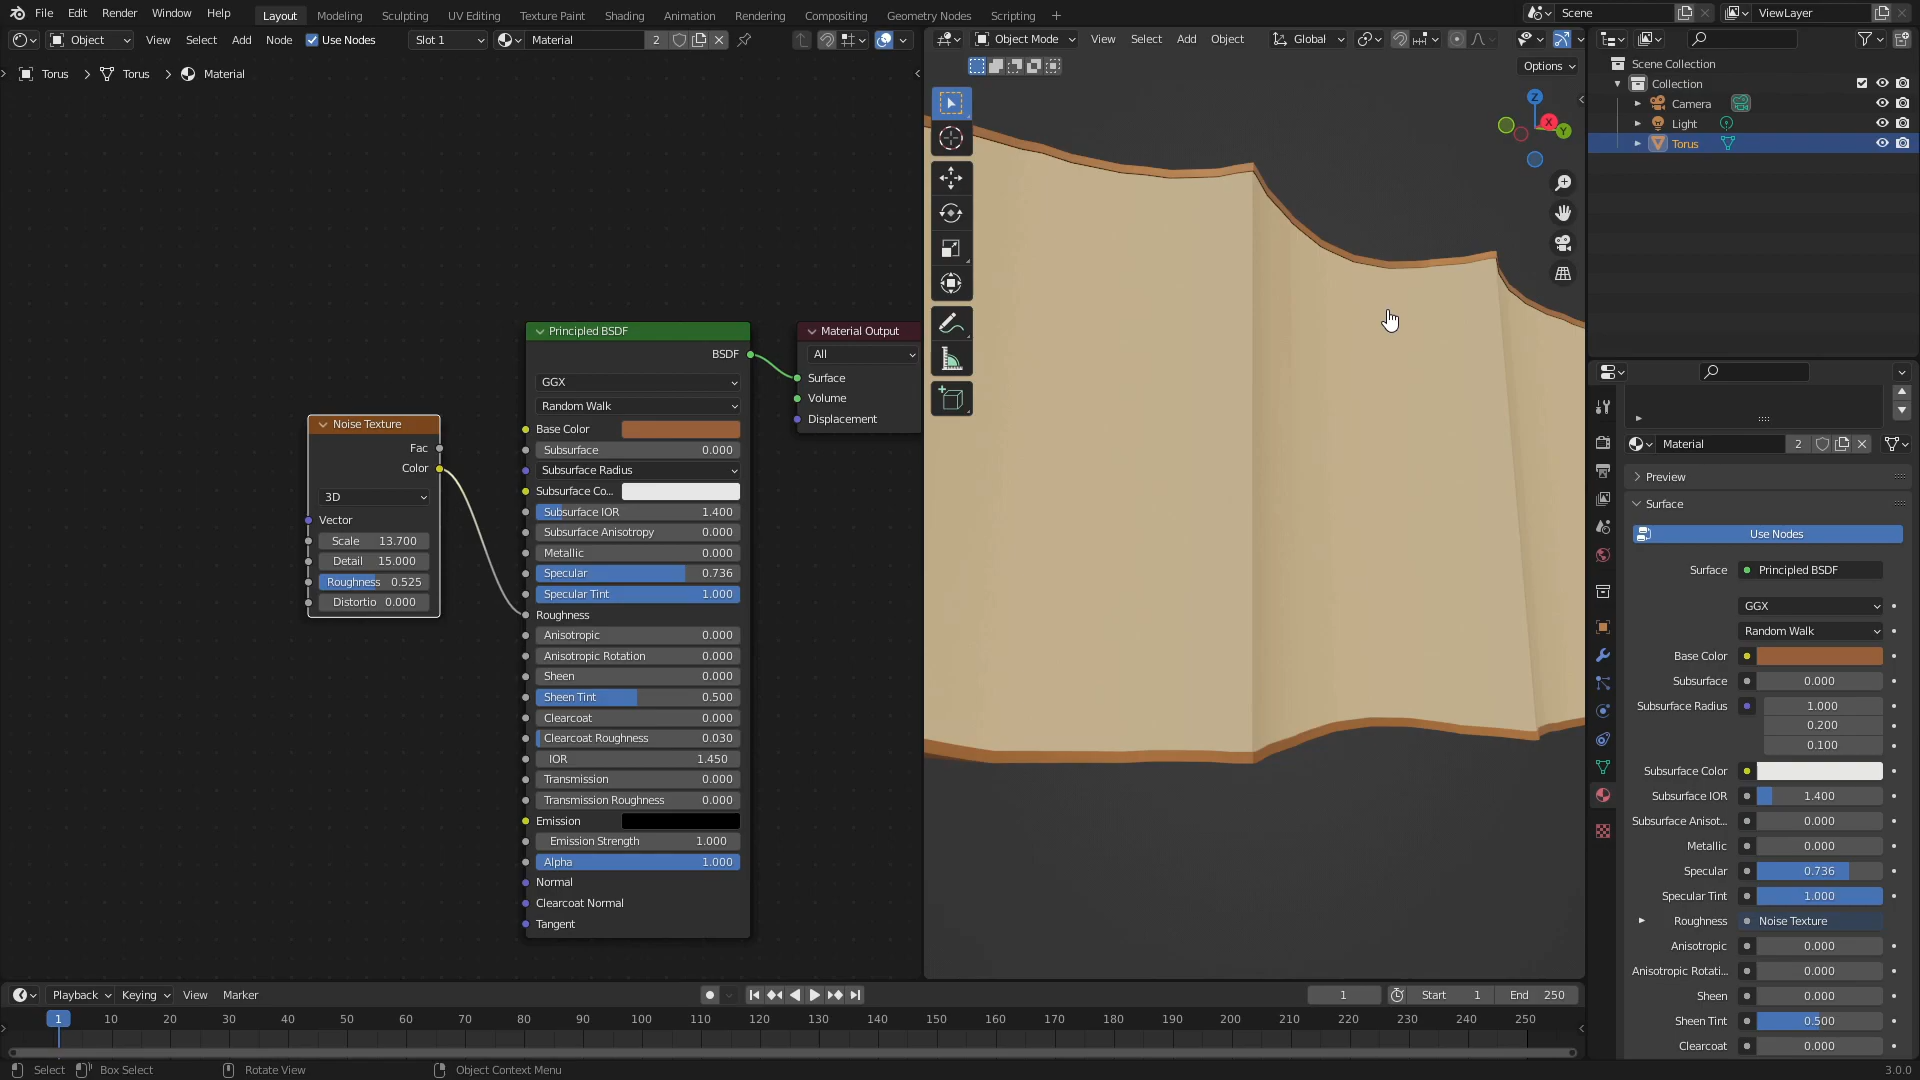 File Edit Render Window Help
Layout Modeling Sculpting UV Editing Texture Paint Shading Animation Rendering Compositing Geometry Nodes Scripting +
Scene
ViewLayer
Object View Select Add Node Use Nodes Slot 1 Material 2
Object Mode View Select Add Object Global
Options
Torus > Torus > Material
Scene Collection
Collection
Camera
Light
Torus
Z
X
Y
Noise Texture
Fac
Color
3D
Vector
Scale 13.700
Detail 15.000
Roughness 0.525
Distortio 0.000
Principled BSDF
BSDF
GGX
Random Walk
Base Color
Subsurface 0.000
Subsurface Radius
Subsurface Co...
Subsurface IOR 1.400
Subsurface Anisotropy 0.000
Metallic 0.000
Specular 0.736
Specular Tint 1.000
Roughness
Anisotropic 0.000
Anisotropic Rotation 0.000
Sheen 0.000
Sheen Tint 0.500
Clearcoat 0.000
Clearcoat Roughness 0.030
IOR 1.450
Transmission 0.000
Transmission Roughness 0.000
Emission
Emission Strength 1.000
Alpha 1.000
Normal
Clearcoat Normal
Tangent
Material Output
All
Surface
Volume
Displacement
Material 2
Preview
Surface
Use Nodes
Surface Principled BSDF
GGX
Random Walk
Base Color
Subsurface 0.000
Subsurface Radius 1.000
0.200
0.100
Subsurface Color
Subsurface IOR 1.400
Subsurface Anisot... 0.000
Metallic 0.000
Specular 0.736
Specular Tint 1.000
Roughness Noise Texture
Anisotropic 0.000
Anisotropic Rotati... 0.000
Sheen 0.000
Sheen Tint 0.500
Clearcoat 0.000
Playback Keying View Marker
1 Start 1 End 250
1 10 20 30 40 50 60 70 80 90 100 110 120 130 140 150 160 170 180 190 200 210 220 230 240 250
Select Box Select Rotate View Object Context Menu
3.0.0